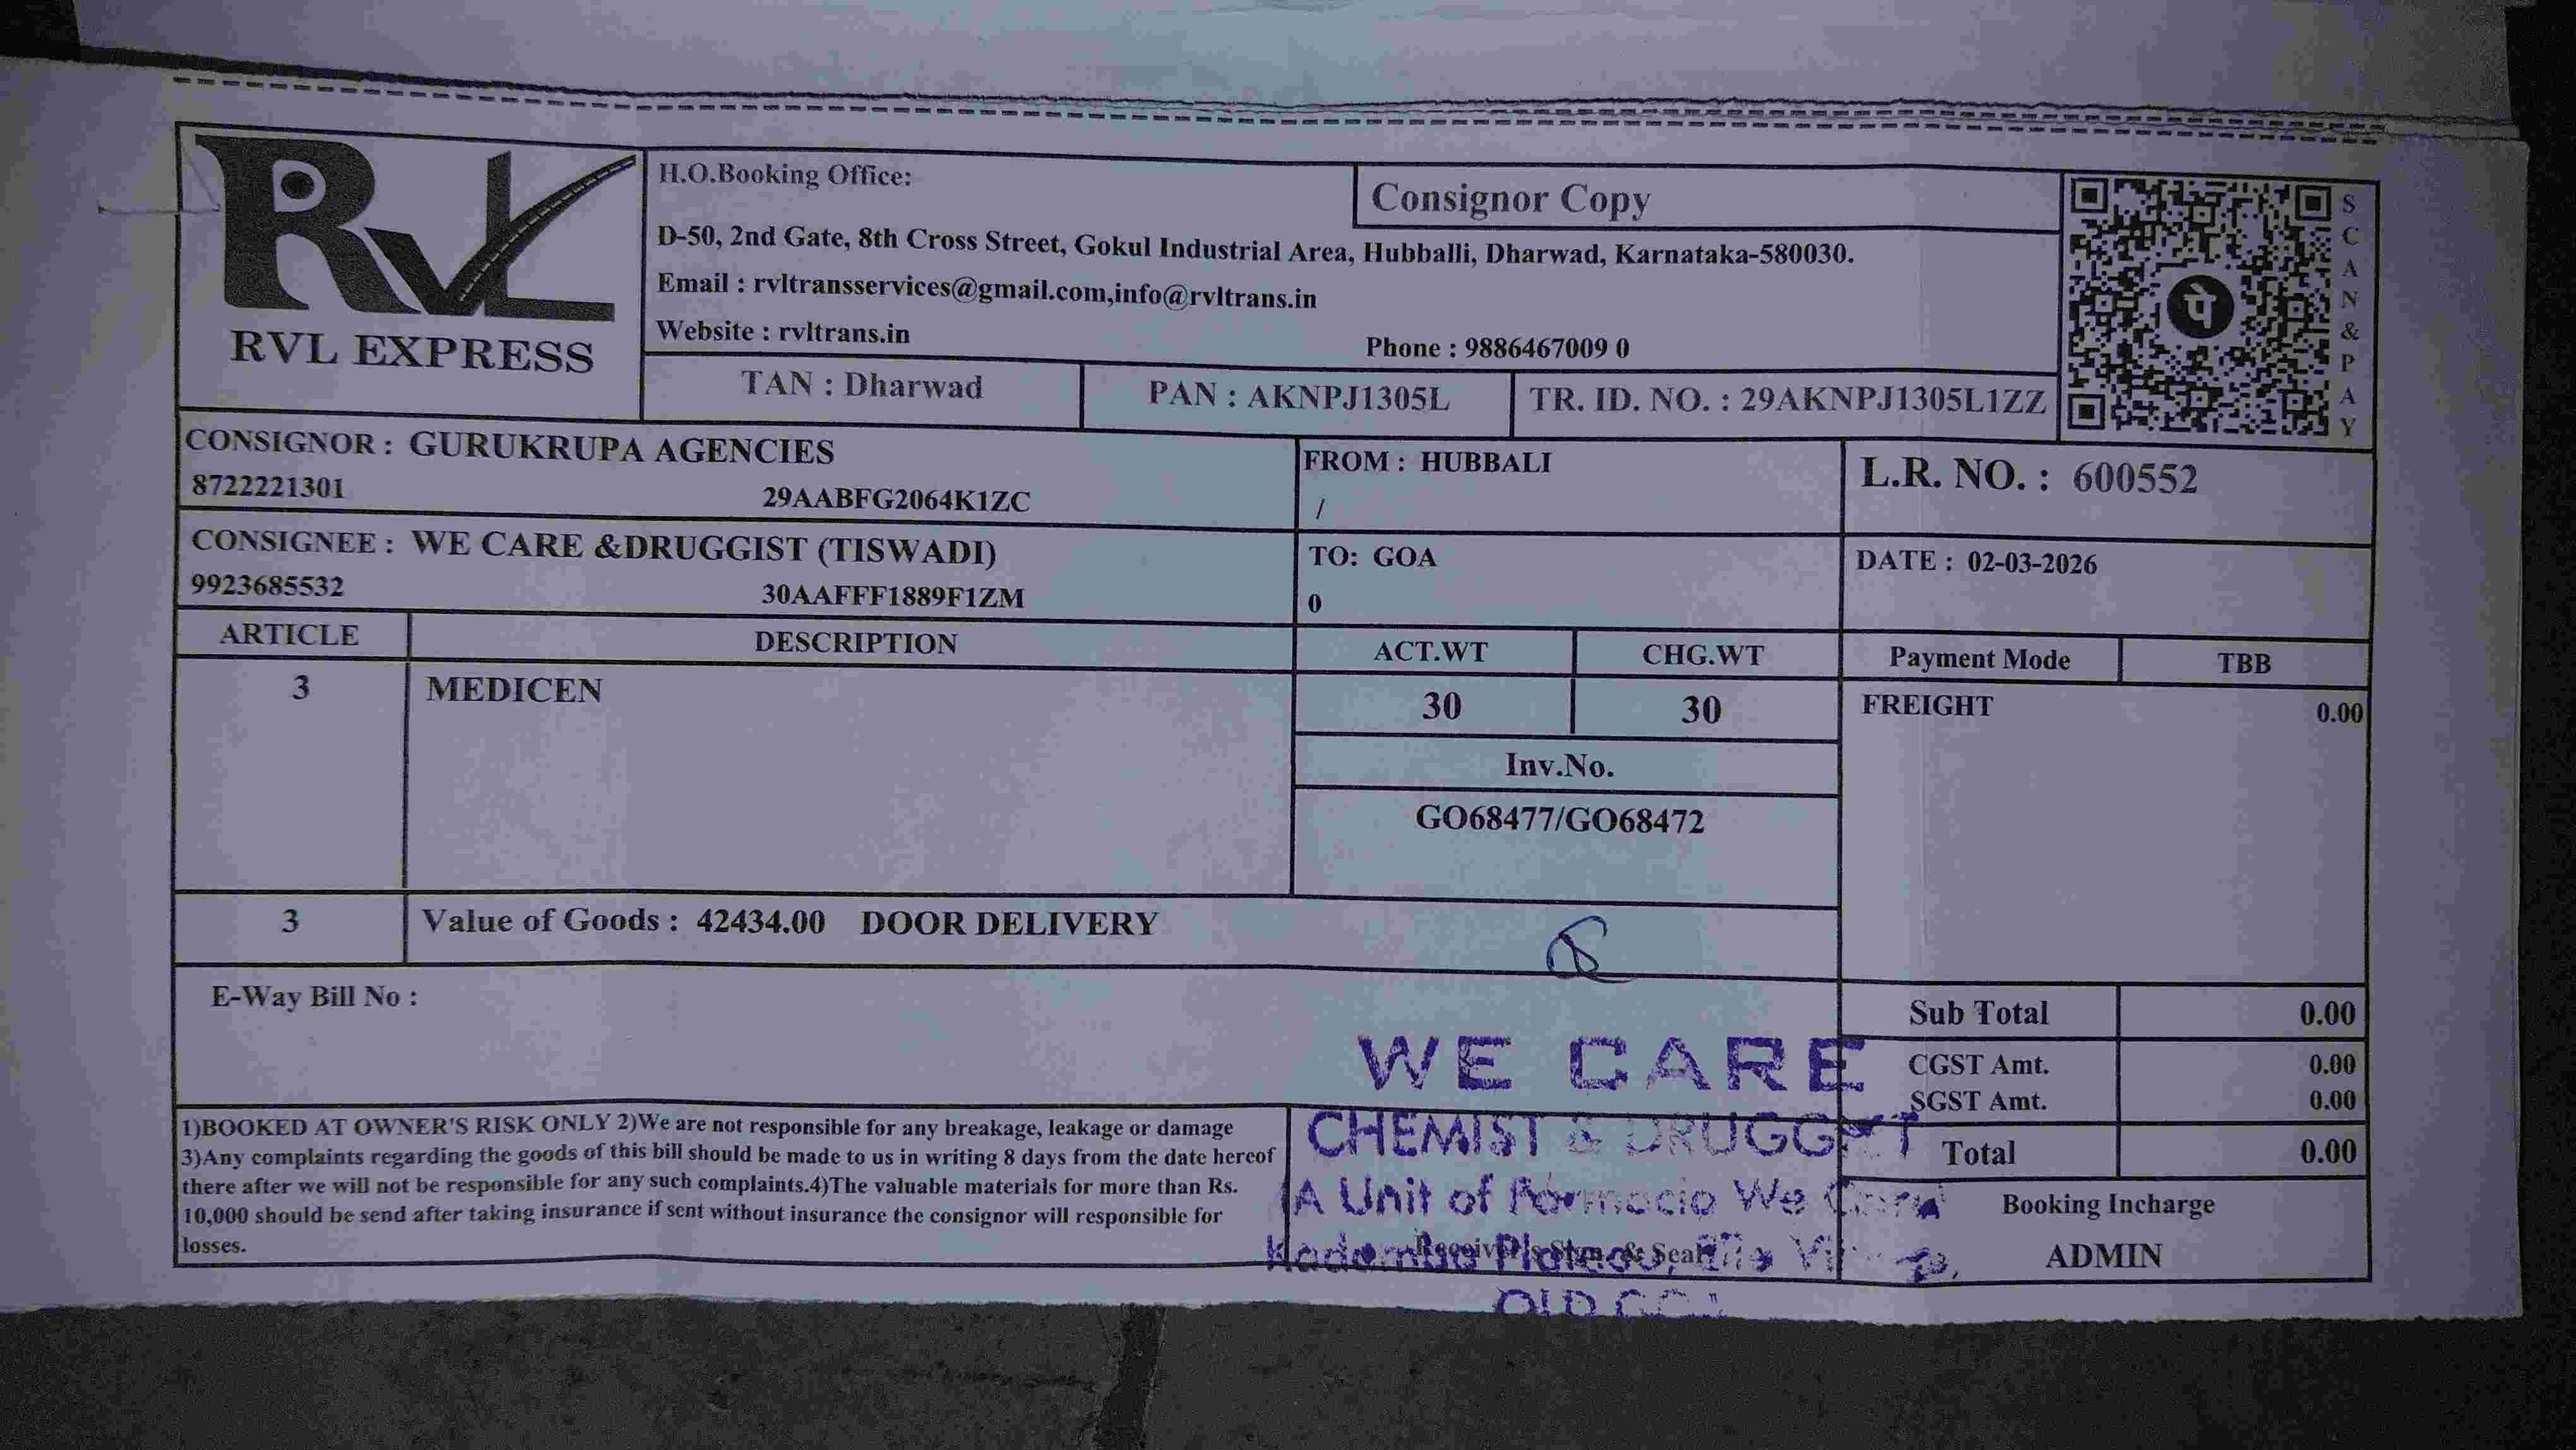 RVL
RVL EXPRESS
H.O.Booking Office:
Consignor Copy
D-50, 2nd Gate, 8th Cross Street, Gokul Industrial Area, Hubballi, Dharwad, Karnataka-580030.
Email : rvltransservices@gmail.com,info@rvltrans.in
Website : rvltrans.in
Phone : 9886467009 0
TAN : Dharwad
PAN : AKNPJ1305L
TR. ID. NO. : 29AKNPJ1305L1ZZ
पे
SCAN & PAY
CONSIGNOR : GURUKRUPA AGENCIES
8722221301 29AABFG2064K1ZC
FROM : HUBBALI
/
L.R. NO. : 600552
CONSIGNEE : WE CARE &DRUGGIST (TISWADI)
9923685532 30AAFFF1889F1ZM
TO: GOA
0
DATE : 02-03-2026
ARTICLE DESCRIPTION ACT.WT CHG.WT Payment Mode TBB
3 MEDICEN 30 30 FREIGHT 0.00
Inv.No.
GO68477/GO68472
3 Value of Goods : 42434.00 DOOR DELIVERY
E-Way Bill No :
Sub Total 0.00
CGST Amt. 0.00
SGST Amt. 0.00
Total 0.00
Booking Incharge
ADMIN
1)BOOKED AT OWNER'S RISK ONLY 2)We are not responsible for any breakage, leakage or damage
3)Any complaints regarding the goods of this bill should be made to us in writing 8 days from the date hereof
there after we will not be responsible for any such complaints.4)The valuable materials for more than Rs.
10,000 should be send after taking insurance if sent without insurance the consignor will responsible for
losses.
WE CARE
CHEMIST & DRUGGIST
A Unit of We
Kadamba Plateau,
OLD GOA